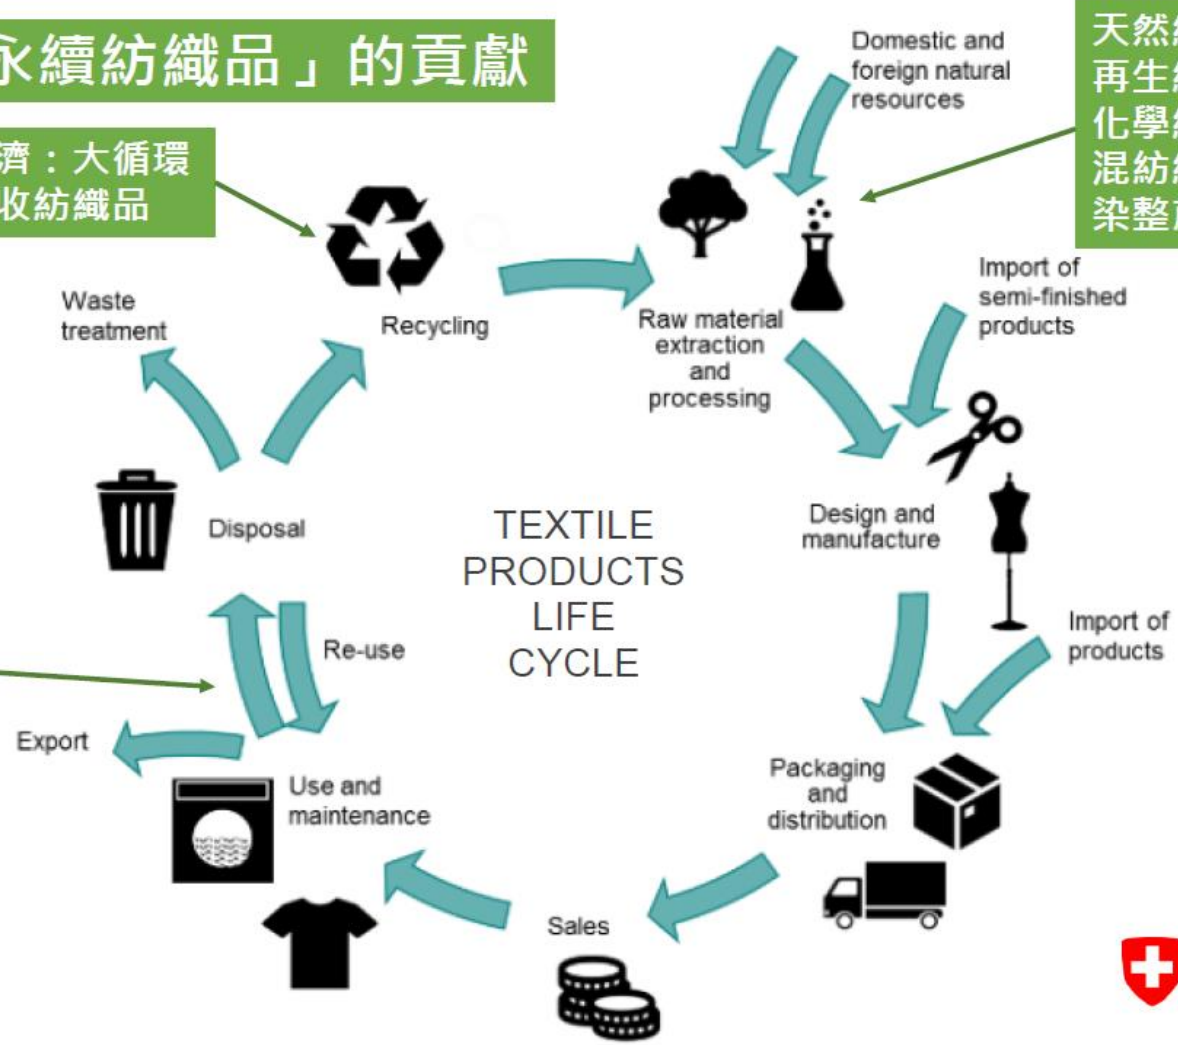 永續紡織品」的貢獻
濟：大循環
收紡織品
天然
再生
化學
混紡
染整
Domestic and
foreign natural
resources
Recycling
Raw material
extraction
and
processing
Import of
semi-finished
products
Design and
manufacture
Import of
products
Packaging
and
distribution
Sales
Use and
maintenance
Export
Re-use
Disposal
Waste
treatment
TEXTILE
PRODUCTS
LIFE
CYCLE